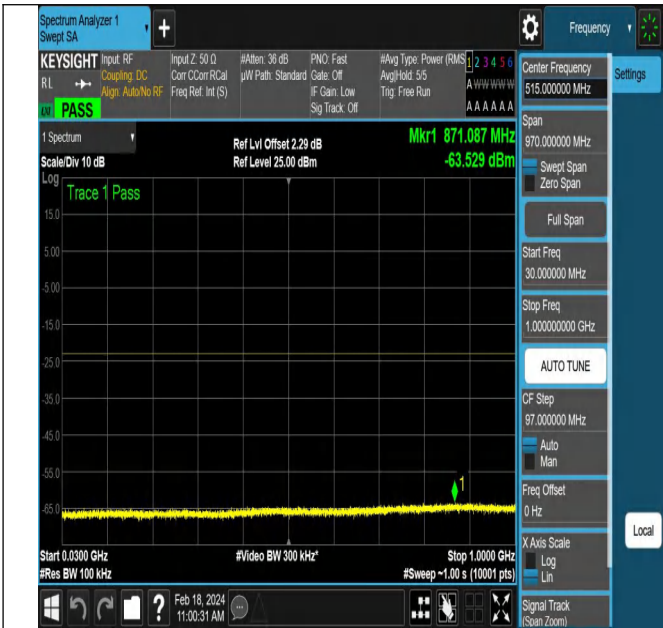 Spectrum Analyzer 1
Swept SA
Frequency
KEYSIGHT
RL
Input: RF
Coupling: DC
Align: Auto/No RF
Input Z: 50 Ω
Corr CCorr RCal
Freq Ref: Int (S)
#Atten: 36 dB
µW Path: Standard
PNO: Fast
Gate: Off
IF Gain: Low
Sig Track: Off
#Avg Type: Power (RMS
Avg|Hold: 5/5
Trig: Free Run
1 2 3 4 5 6
A W W W W W
A A A A A A
PASS
1 Spectrum
Scale/Div 10 dB
Ref Lvl Offset 2.29 dB
Ref Level 25.00 dBm
Mkr1 871.087 MHz
-63.529 dBm
Log
Trace 1 Pass
15.0
5.00
-5.00
-15.0
-25.0
-35.0
-45.0
-55.0
-65.0
1
Start 0.0300 GHz
#Res BW 100 kHz
#Video BW 300 kHz*
Stop 1.0000 GHz
#Sweep ~1.00 s (10001 pts)
Feb 18, 2024
11:00:31 AM
Center Frequency
515.000000 MHz
Settings
Span
970.000000 MHz
Swept Span
Zero Span
Full Span
Start Freq
30.000000 MHz
Stop Freq
1.000000000 GHz
AUTO TUNE
CF Step
97.000000 MHz
Auto
Man
Freq Offset
0 Hz
Local
X Axis Scale
Log
Lin
Signal Track
(Span Zoom)